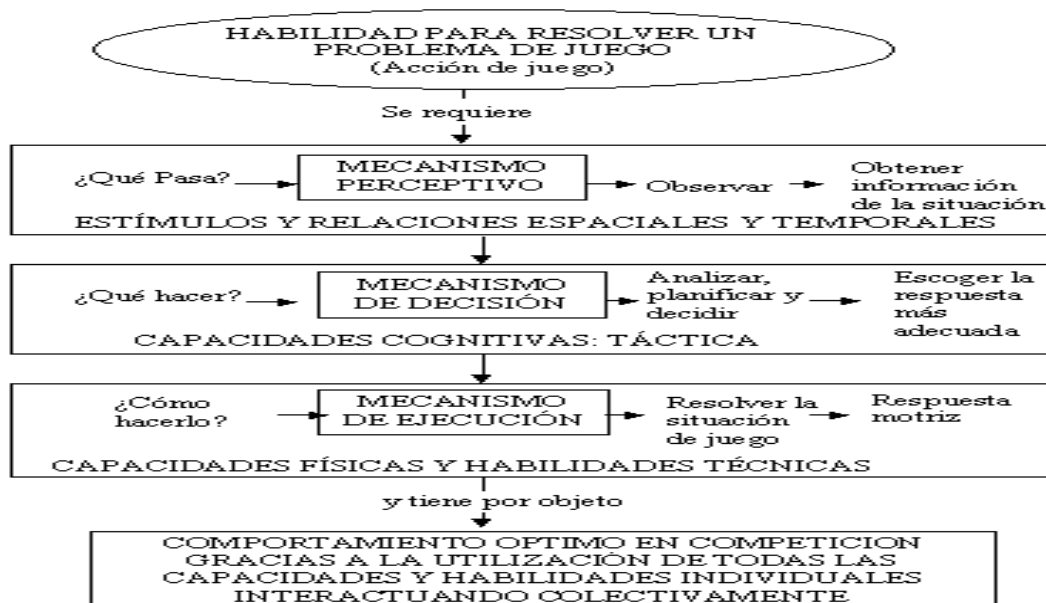 HABILIDAD PARA RESOLVER UN
PROBLEMA DE JUEGO
(Acción de juego)
Se requiere
¿Qué Pasa?
MECANISMO
PERCEPTIVO
Observar
Obtener
información
de la situación
ESTÍMULOS Y RELACIONES ESPACIALES Y TEMPORALES
¿Qué hacer?
MECANISMO
DE DECISIÓN
Analizar,
planificar y
decidir
Escoger la
respuesta
más
adecuada
CAPACIDADES COGNITIVAS: TÁCTICA
¿Cómo
hacerlo?
MECANISMO
DE EJECUCIÓN
Resolver la
situación
de juego
Respuesta
motriz
CAPACIDADES FÍSICAS Y HABILIDADES TÉCNICAS
y tiene por objeto
COMPORTAMIENTO OPTIMO EN COMPETICION
GRACIAS A LA UTILIZACIÓN DE TODAS LAS
CAPACIDADES Y HABILIDADES INDIVIDUALES
INTERACTUANDO COLECTIVAMENTE